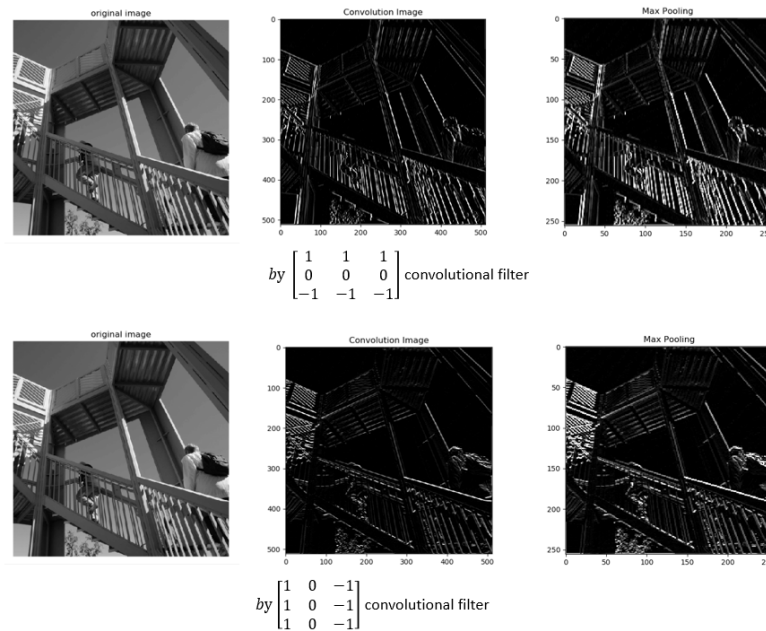 original image
Convolution Image
Max Pooling
0
100
200
300
400
500
0 100 200 300 400 500
0
50
100
150
200
250
0 50 100 150 200
by [ 1 1 1
0 0 0
−1 −1 −1 ] convolutional filter
original image
Convolution Image
Max Pooling
0
100
200
300
400
500
0 100 200 300 400 500
0
50
100
150
200
250
0 50 100 150 200
by [ 1 0 −1
1 0 −1
1 0 −1 ] convolutional filter